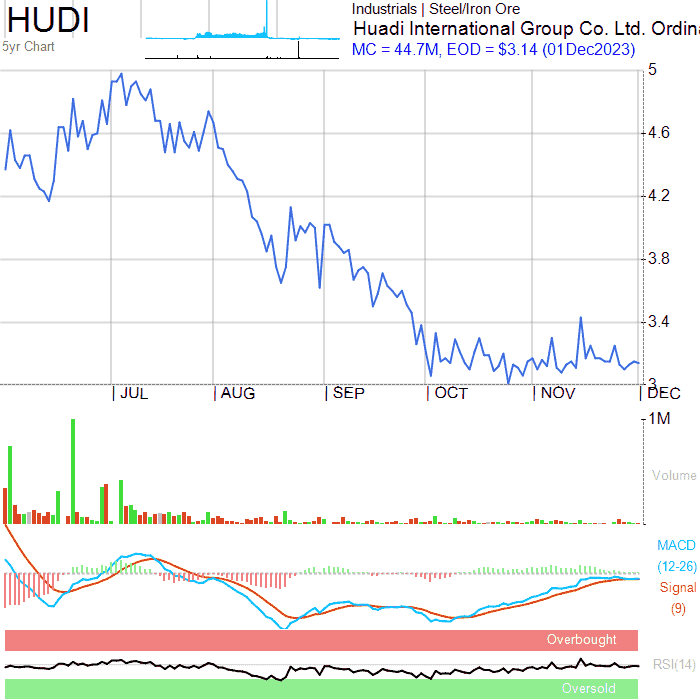 HUDI
5yr Chart
Industrials | Steel/Iron Ore
Huadi International Group Co. Ltd. Ordina
MC = 44.7M, EOD = $3.14 (01Dec2023)
5
4.6
4.2
3.8
3.4
3
JUL
AUG
SEP
OCT
NOV
DEC
1M
Volume
MACD
(12-26)
Signal
(9)
Overbought
RSI(14)
Oversold